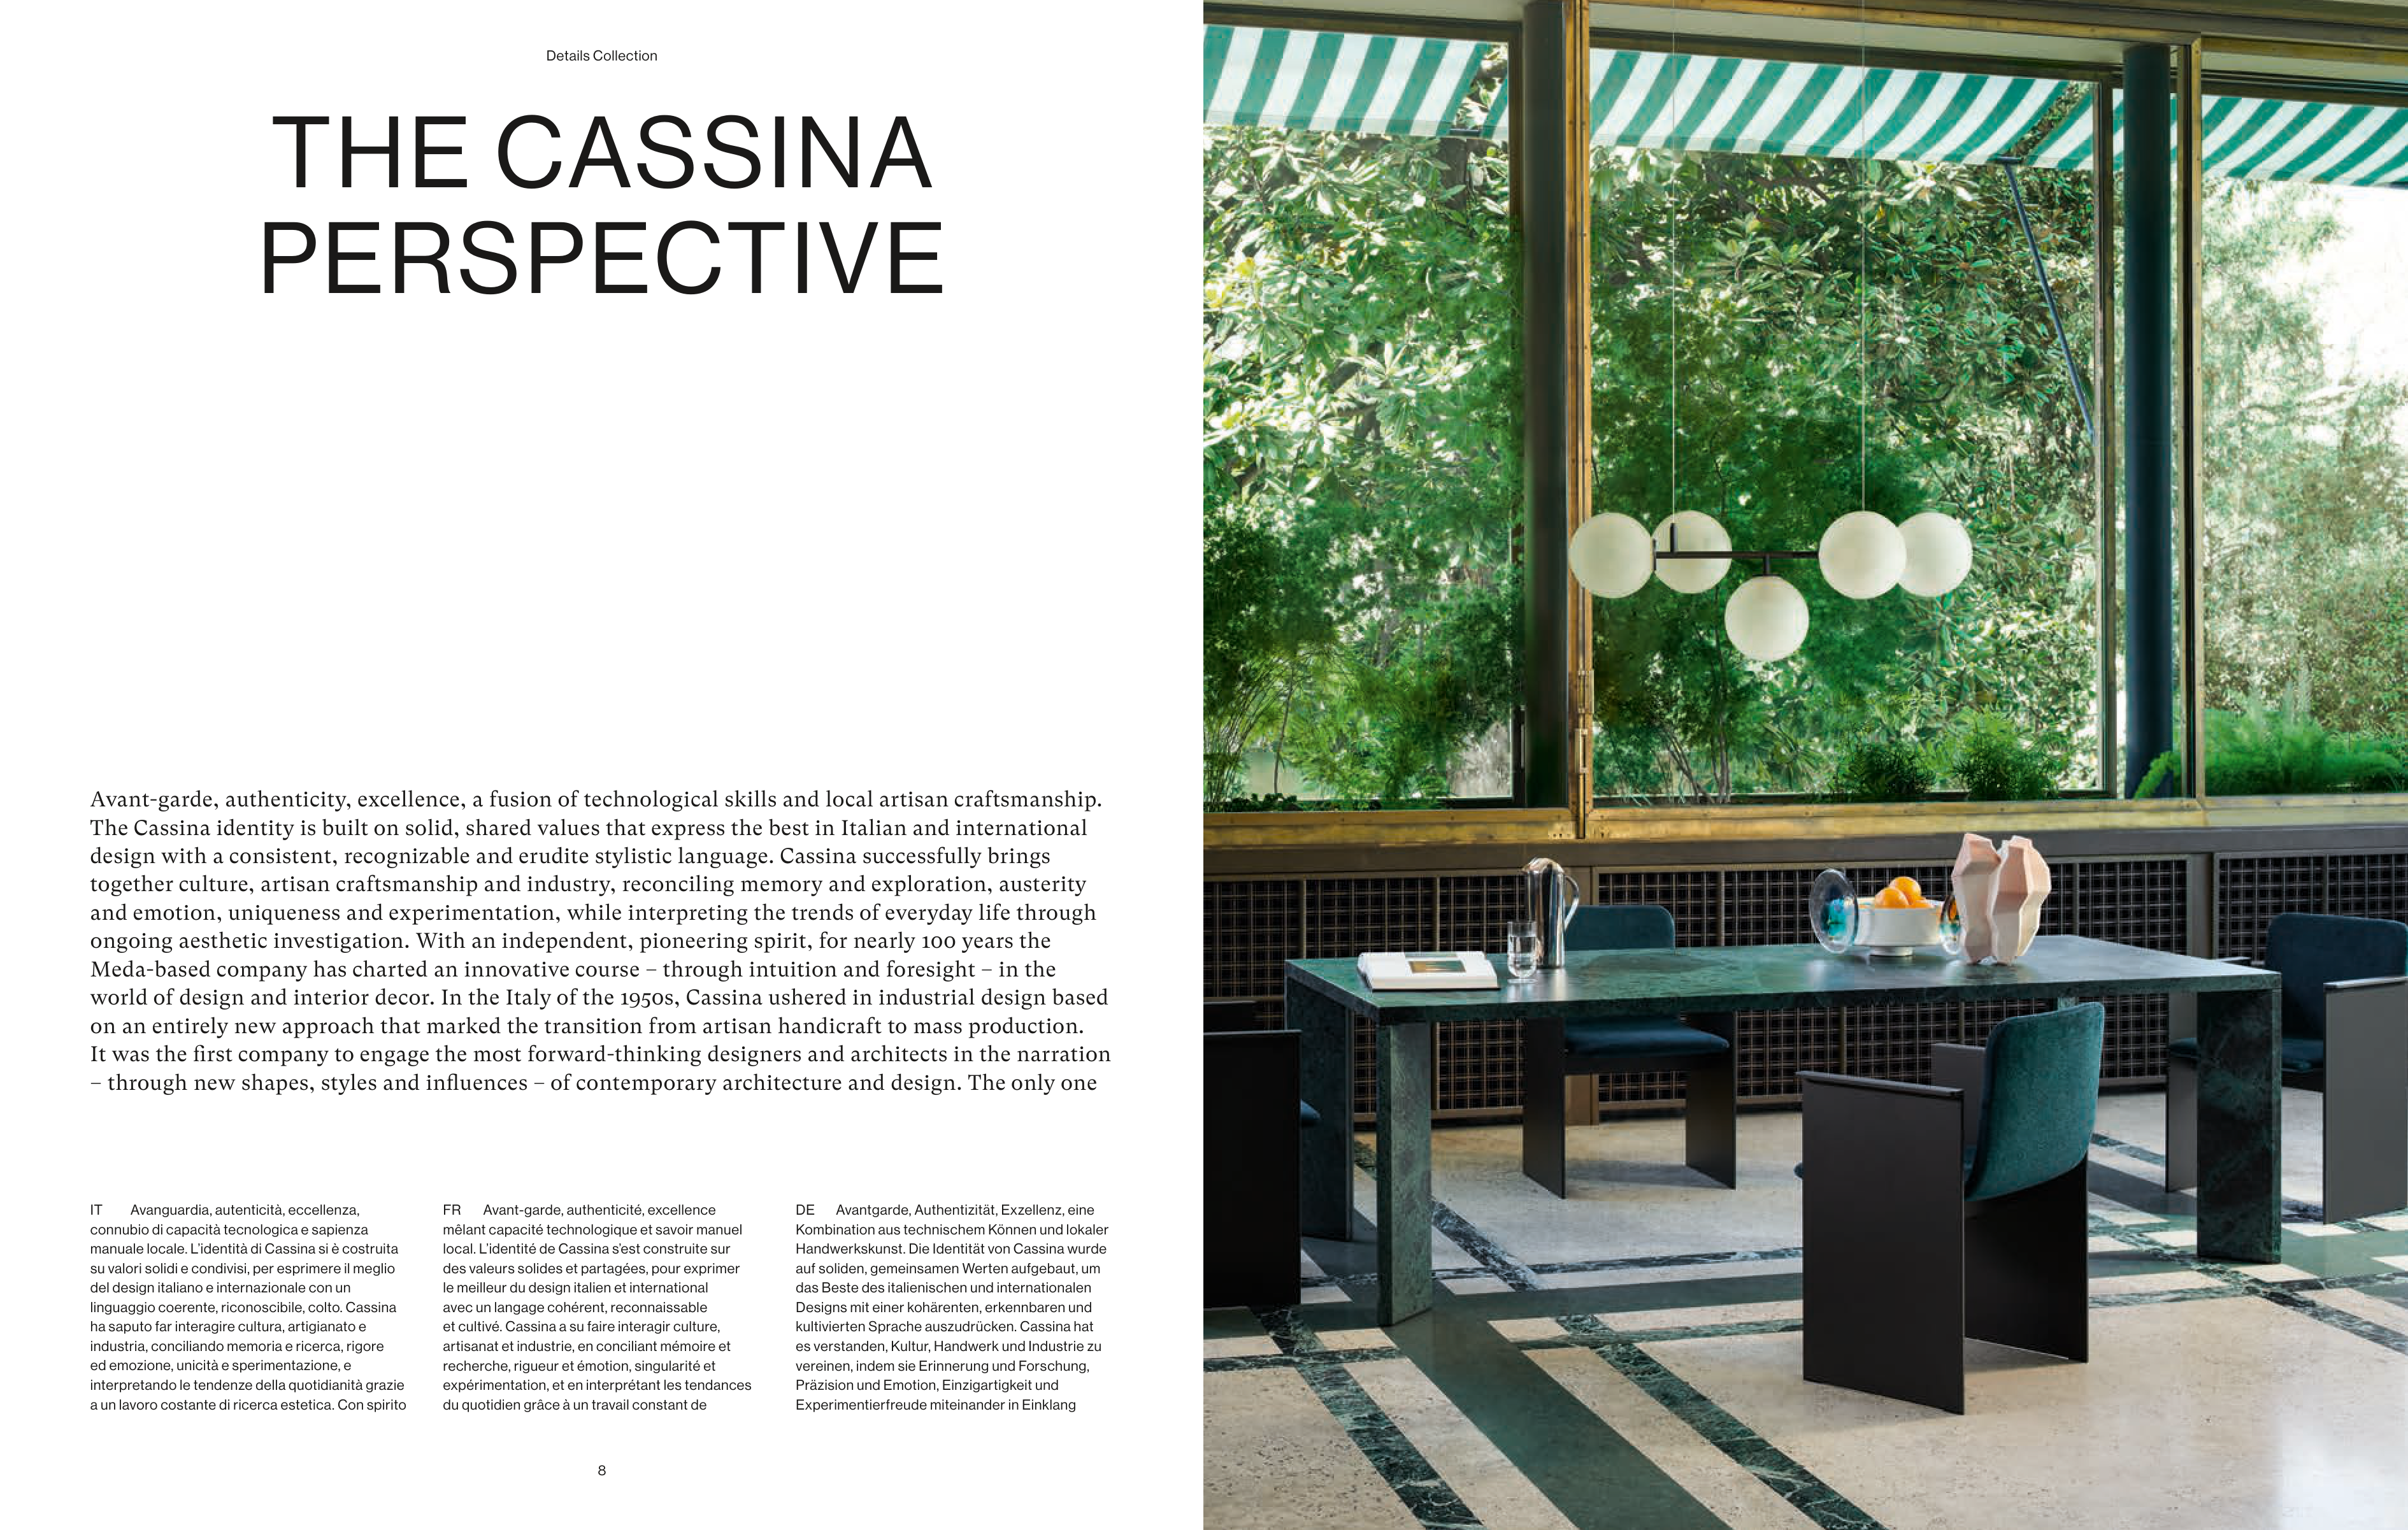 Details Collection
THE CASSINA
PERSPECTIVE
Avant-garde, authenticity, excellence, a fusion of technological skills and local artisan craftsmanship.
The Cassina identity is built on solid, shared values that express the best in Italian and international
design with a consistent, recognizable and erudite stylistic language. Cassina successfully brings
together culture, artisan craftsmanship and industry, reconciling memory and exploration, austerity
and emotion, uniqueness and experimentation, while interpreting the trends of everyday life through
ongoing aesthetic investigation. With an independent, pioneering spirit, for nearly 100 years the
Meda-based company has charted an innovative course – through intuition and foresight – in the
world of design and interior decor. In the Italy of the 1950s, Cassina ushered in industrial design based
on an entirely new approach that marked the transition from artisan handicraft to mass production.
It was the first company to engage the most forward-thinking designers and architects in the narration
– through new shapes, styles and influences – of contemporary architecture and design. The only one
IT Avanguardia, autenticità, eccellenza,
connubio di capacità tecnologica e sapienza
manuale locale. L'identità di Cassina si è costruita
su valori solidi e condivisi, per esprimere il meglio
del design italiano e internazionale con un
linguaggio coerente, riconoscibile, colto. Cassina
ha saputo far interagire cultura, artigianato e
industria, conciliando memoria e ricerca, rigore
ed emozione, unicità e sperimentazione, e
interpretando le tendenze della quotidianità grazie
a un lavoro costante di ricerca estetica. Con spirito
FR Avant-garde, authenticité, excellence
mêlant capacité technologique et savoir manuel
local. L'identité de Cassina s'est construite sur
des valeurs solides et partagées, pour exprimer
le meilleur du design italien et international
avec un langage cohérent, reconnaissable
et cultivé. Cassina a su faire interagir culture,
artisanat et industrie, en conciliant mémoire et
recherche, rigueur et émotion, singularité et
expérimentation, et en interprétant les tendances
du quotidien grâce à un travail constant de
DE Avantgarde, Authentizität, Exzellenz, eine
Kombination aus technischem Können und lokaler
Handwerkskunst. Die Identität von Cassina wurde
auf soliden, gemeinsamen Werten aufgebaut, um
das Beste des italienischen und internationalen
Designs mit einer kohärenten, erkennbaren und
kultivierten Sprache auszudrücken. Cassina hat
es verstanden, Kultur, Handwerk und Industrie zu
vereinen, indem sie Erinnerung und Forschung,
Präzision und Emotion, Einzigartigkeit und
Experimentierfreude miteinander in Einklang
8